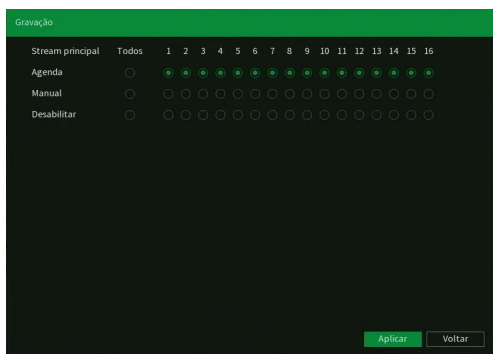 Gravação
Stream principal Todos 1 2 3 4 5 6 7 8 9 10 11 12 13 14 15 16
Agenda
Manual
Desabilitar
Aplicar Voltar